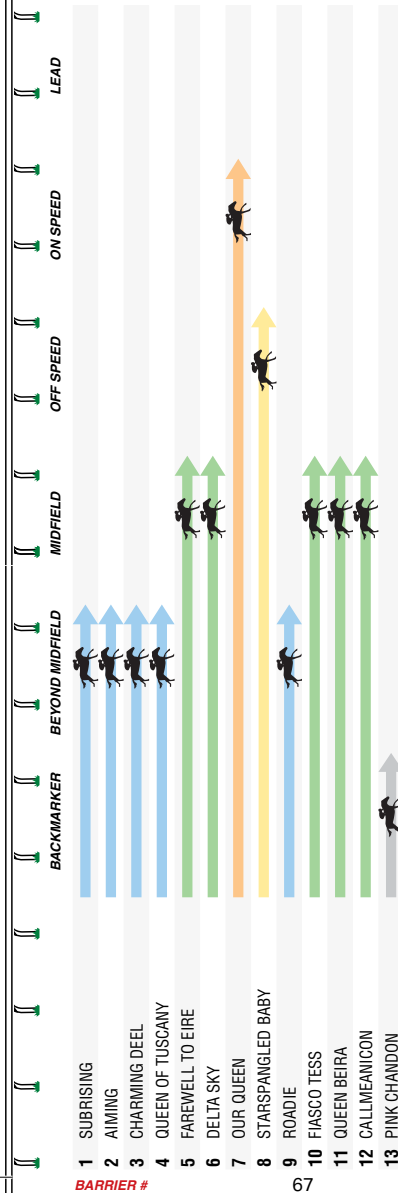 LEAD
ON SPEED
OFF SPEED
MIDFIELD
BEYOND MIDFIELD
BACKMARKER
1 SUBRISING
2 AIMING
3 CHARMING DEEL
4 QUEEN OF TUSCANY
5 FAREWELL TO EIRE
6 DELTA SKY
7 OUR QUEEN
8 STARSPANGLED BABY
9 ROADIE
10 FIASCO TESS
11 QUEEN BEIRA
12 CALLMEANICON
13 PINK CHANDON
BARRIER #
67